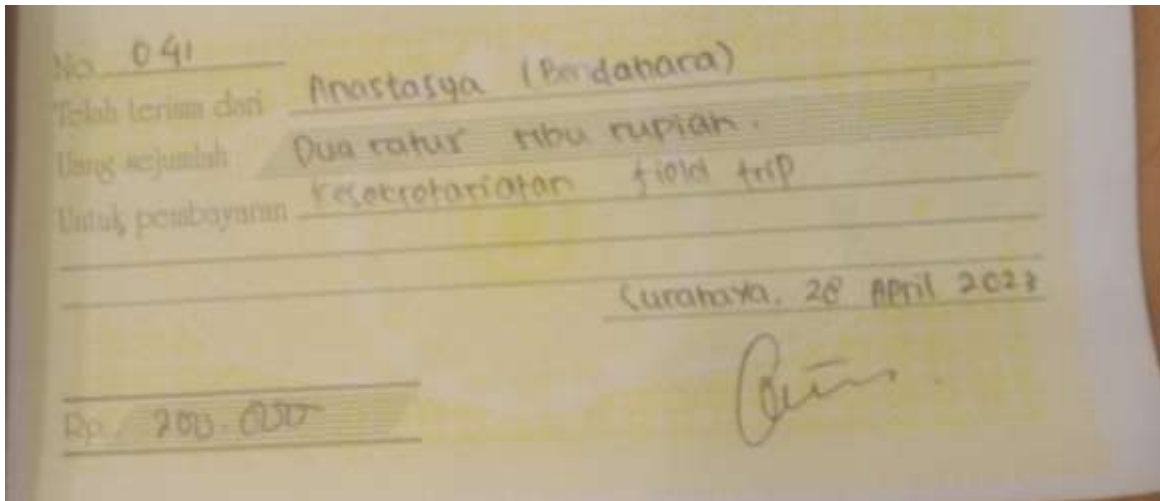 No. 041
Telah terima dari Anastasya (Bendahara)
Uang sejumlah Dua ratus ribu rupiah.
Untuk pembayaran Kesekretariatan field trip
Surabaya, 28 April 2023
Rp. 200.000